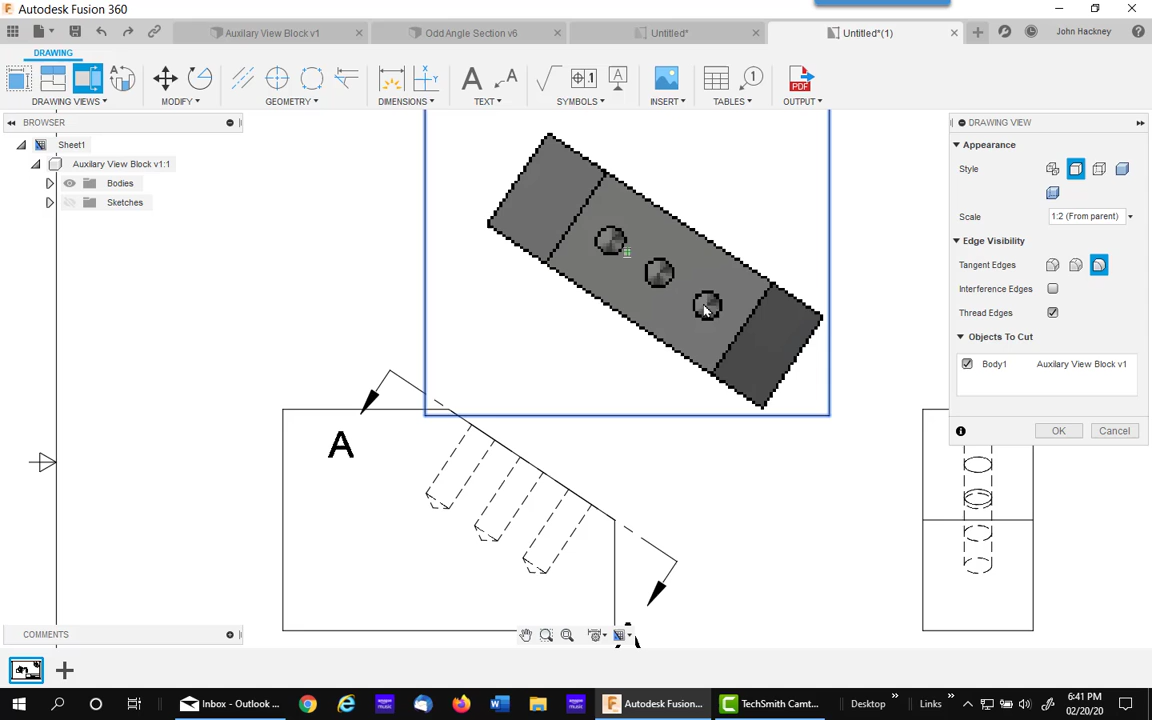 Autodesk Fusion 360
Auxilary View Block v1
Odd Angle Section v6
Untitled*
Untitled*(1)
John Hackney
DRAWING
DRAWING VIEWS
MODIFY
GEOMETRY
DIMENSIONS
TEXT
SYMBOLS
INSERT
TABLES
OUTPUT
BROWSER
Sheet1
Auxilary View Block v1:1
Bodies
Sketches
A
A
DRAWING VIEW
Appearance
Style
Scale
1:2 (From parent)
Edge Visibility
Tangent Edges
Interference Edges
Thread Edges
Objects To Cut
Body1
Auxilary View Block v1
OK
Cancel
COMMENTS
Inbox - Outlook ...
Autodesk Fusion...
TechSmith Camt...
Desktop
Links
6:41 PM
02/20/20